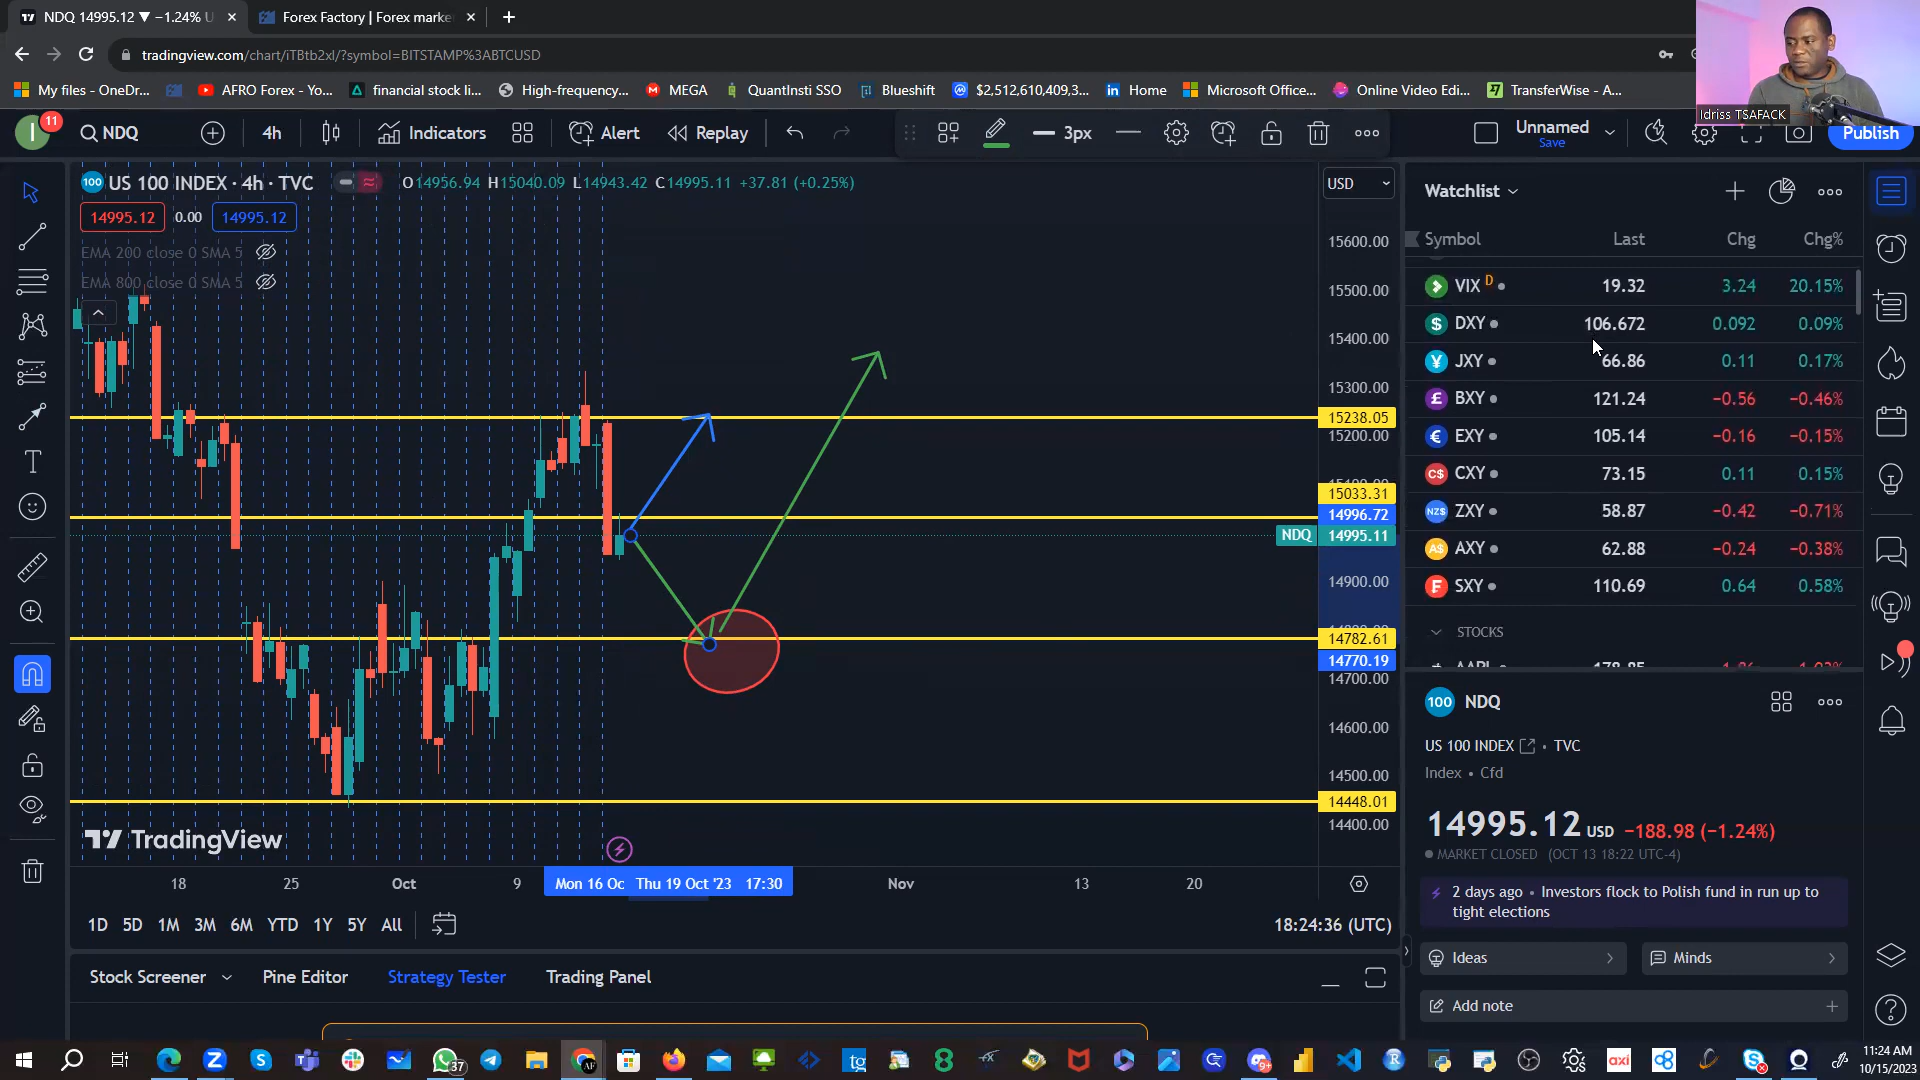 NDQ 14995.12 ▼ −1.24% U
Forex Factory | Forex marke
tradingview.com/chart/iTBtb2xl/?symbol=BITSTAMP%3ABTCUSD
My files - OneDr...
AFRO Forex - Yo...
financial stock li...
High-frequency...
MEGA
QuantInsti SSO
Blueshift
$2,512,610,409,3...
Home
Microsoft Office...
Online Video Edi...
TransferWise - A...
Idriss TSAFACK
I
11
NDQ
4h
Indicators
Alert
Replay
3px
Unnamed
Save
Publish
100
US 100 INDEX · 4h · TVC
O14956.94 H15040.09 L14943.42 C14995.11 +37.81 (+0.25%)
14995.12
0.00
14995.12
EMA 200 close 0 SMA 5
EMA 800 close 0 SMA 5
USD
15600.00
15500.00
15400.00
15300.00
15238.05
15200.00
15033.31
14996.72
NDQ 14995.11
14900.00
14782.61
14770.19
14700.00
14600.00
14500.00
14448.01
14400.00
TradingView
18
25
Oct
9
Mon 16 Oc
Thu 19 Oct '23 17:30
Nov
13
20
1D 5D 1M 3M 6M YTD 1Y 5Y All
18:24:36 (UTC)
Stock Screener
Pine Editor
Strategy Tester
Trading Panel
Watchlist
Symbol Last Chg Chg%
VIX D 19.32 3.24 20.15%
DXY 106.672 0.092 0.09%
JXY 66.86 0.11 0.17%
BXY 121.24 −0.56 −0.46%
EXY 105.14 −0.16 −0.15%
CXY 73.15 0.11 0.15%
ZXY 58.87 −0.42 −0.71%
AXY 62.88 −0.24 −0.38%
SXY 110.69 0.64 0.58%
STOCKS
100 NDQ
US 100 INDEX • TVC
Index • Cfd
14995.12 USD −188.98 (−1.24%)
MARKET CLOSED (OCT 13 18:22 UTC-4)
2 days ago • Investors flock to Polish fund in run up to
tight elections
Ideas
Minds
Add note
37
9+
axi
11:24 AM
10/15/2023